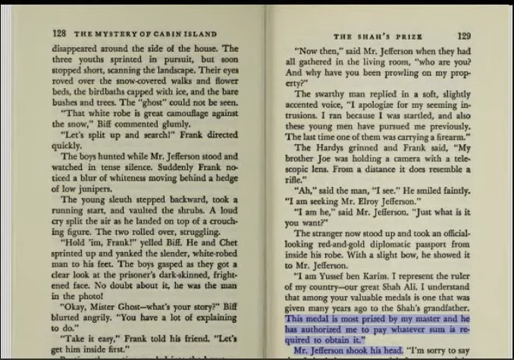 128 THE MYSTERY OF CABIN ISLAND
disappeared around the side of the house. The
three youths sprinted in pursuit, but soon
stopped short, scanning the landscape. Their eyes
roved over the snow-covered walks and flower
beds, the birdbaths capped with ice, and the bare
bushes and trees. The "ghost" could not be seen.
"That white robe is great camouflage against
the snow," Biff commented glumly.
"Let's split up and search!" Frank directed
quickly.
The boys hunted while Mr. Jefferson stood and
watched in tense silence. Suddenly Frank no-
ticed a blur of whiteness moving behind a hedge
of low junipers.
The young sleuth stepped backward, took a
running start, and vaulted the shrubs. A loud
cry split the air as he landed on top of a crouch-
ing figure. The two rolled over, struggling.
"Hold 'im, Frank!" yelled Biff. He and Chet
sprinted up and yanked the slender, white-robed
man to his feet. The boys gasped as they got a
clear look at the prisoner's dark-skinned, fright-
ened face. No doubt about it, he was the man
in the photo!
"Okay, Mister Ghost—what's your story?" Biff
blurted angrily. "You have a lot of explaining
to do."
"Take it easy," Frank told his friend. "Let's
get him inside first."
THE SHAH'S PRIZE 129
"Now then," said Mr. Jefferson when they had
all gathered in the living room, "who are you?
And why have you been prowling on my prop-
erty?"
The swarthy man replied in a soft, slightly
accented voice, "I apologize for my seeming in-
trusions. I ran because I was startled, and also
these young men have pursued me previously.
The last time one of them was carrying a firearm."
The Hardys grinned and Frank said, "My
brother Joe was holding a camera with a tele-
scopic lens. From a distance it does resemble a
rifle."
"Ah," said the man, "I see." He smiled faintly.
"I am seeking Mr. Elroy Jefferson."
"I am he," said Mr. Jefferson. "Just what is it
you want?"
The stranger now stood up and took an official-
looking red-and-gold diplomatic passport from
inside his robe. With a slight bow, he showed it
to Mr. Jefferson.
"I am Yussef ben Karim. I represent the ruler
of my country—our great Shah Ali. I understand
that among your valuable medals is one that was
given many years ago to the Shah's grandfather.
This medal is most prized by my master and he
has authorized me to pay whatever sum is re-
quired to obtain it."
Mr. Jefferson shook his head. "I'm sorry to say